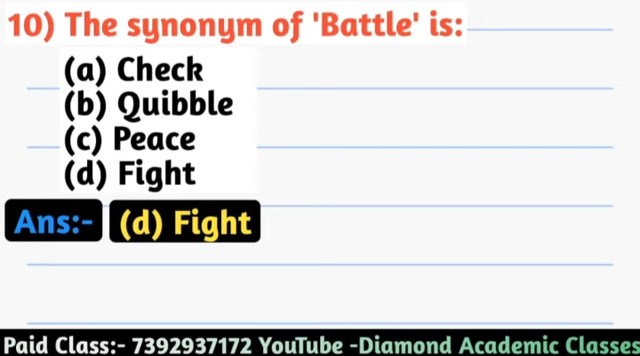 10) The synonym of 'Battle' is:
(a) Check
(b) Quibble
(c) Peace
(d) Fight
Ans:- (d) Fight
Paid Class:- 7392937172 YouTube -Diamond Academic Classes